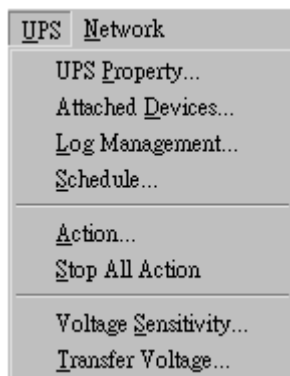 UPS Network
UPS Property...
Attached Devices...
Log Management...
Schedule...
Action...
Stop All Action
Voltage Sensitivity...
Transfer Voltage...